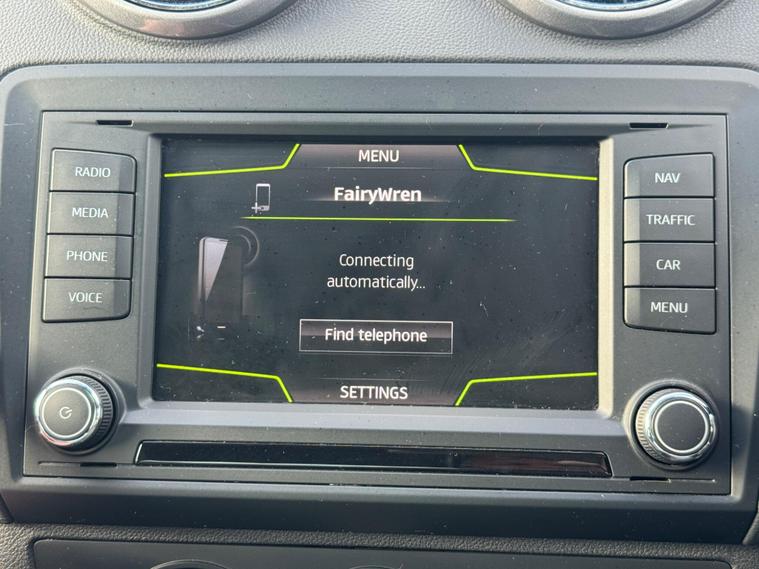 RADIO
MEDIA
PHONE
VOICE
MENU
FairyWren
Connecting
automatically...
Find telephone
SETTINGS
NAV
TRAFFIC
CAR
MENU